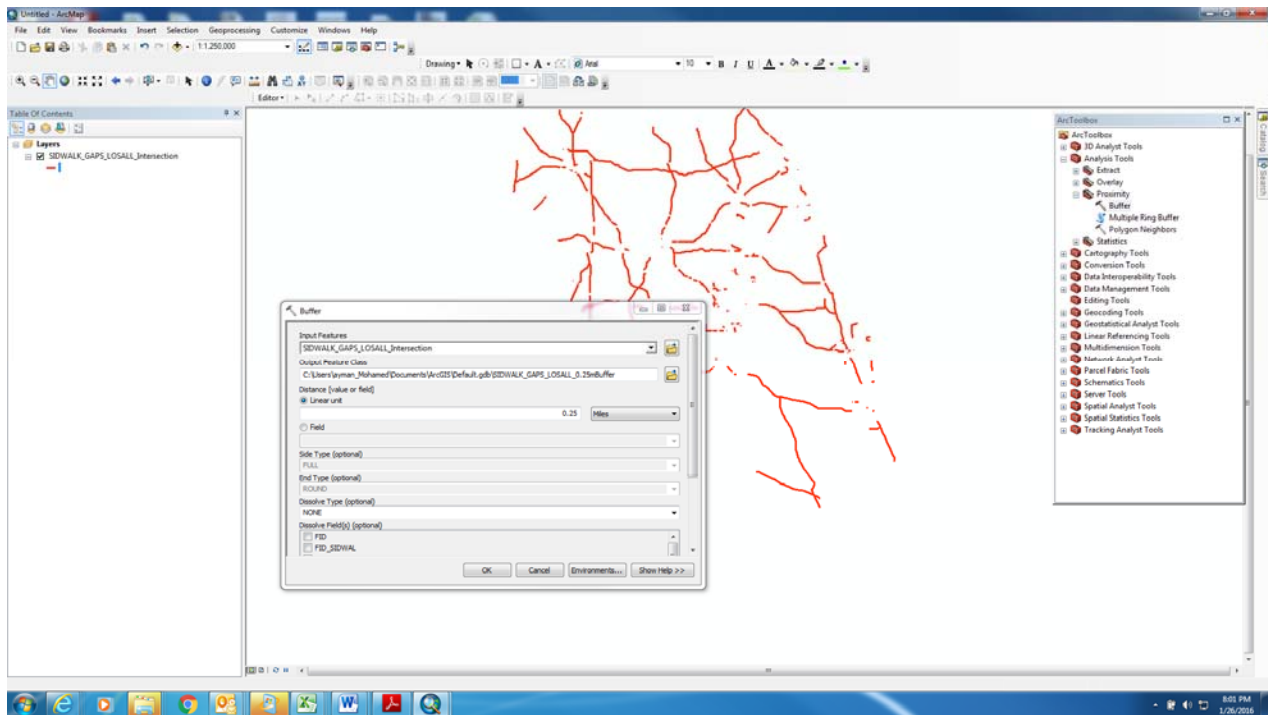 Untitled - ArcMap
File Edit View Bookmarks Insert Selection Geoprocessing Customize Windows Help
1:1,250,000
Drawing Arial 10 B I U A
Editor
Table Of Contents
Layers
SIDWALK_GAPS_LOSALL_Intersection
ArcToolbox
ArcToolbox
3D Analyst Tools
Analysis Tools
Extract
Overlay
Proximity
Buffer
Multiple Ring Buffer
Polygon Neighbors
Statistics
Cartography Tools
Conversion Tools
Data Interoperability Tools
Data Management Tools
Editing Tools
Geocoding Tools
Geostatistical Analyst Tools
Linear Referencing Tools
Multidimension Tools
Network Analyst Tools
Parcel Fabric Tools
Schematics Tools
Server Tools
Spatial Analyst Tools
Spatial Statistics Tools
Tracking Analyst Tools
Catalog
Search
Buffer
Input Features
SIDWALK_GAPS_LOSALL_Intersection
Output Feature Class
C:\Users\ayman_Mohamed\Documents\ArcGIS\Default.gdb\SIDWALK_GAPS_LOSALL_0.25mBuffer
Distance [value or field]
Linear unit
0.25 Miles
Field
Side Type (optional)
FULL
End Type (optional)
ROUND
Dissolve Type (optional)
NONE
Dissolve Field(s) (optional)
FID
FID_SIDWAL
OK Cancel Environments... Show Help >>
8:01 PM
1/26/2016